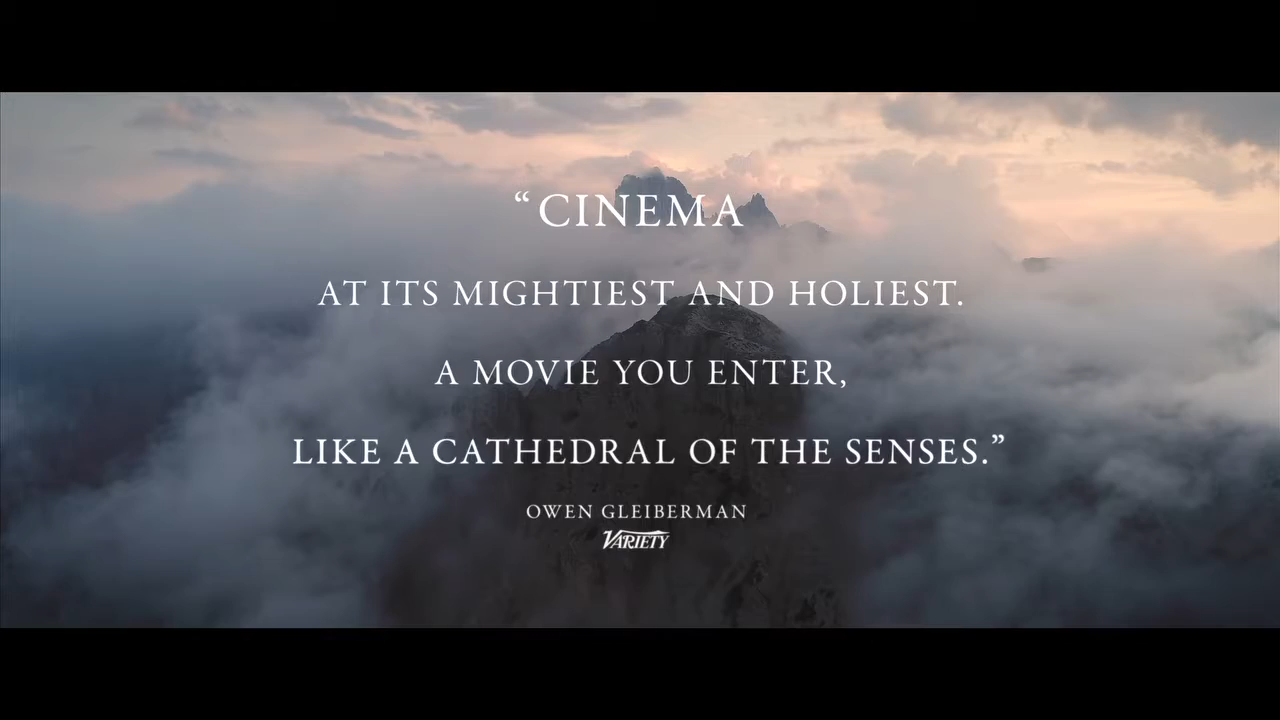 “CINEMA
AT ITS MIGHTIEST AND HOLIEST.
A MOVIE YOU ENTER,
LIKE A CATHEDRAL OF THE SENSES.”
OWEN GLEIBERMAN
VARIETY